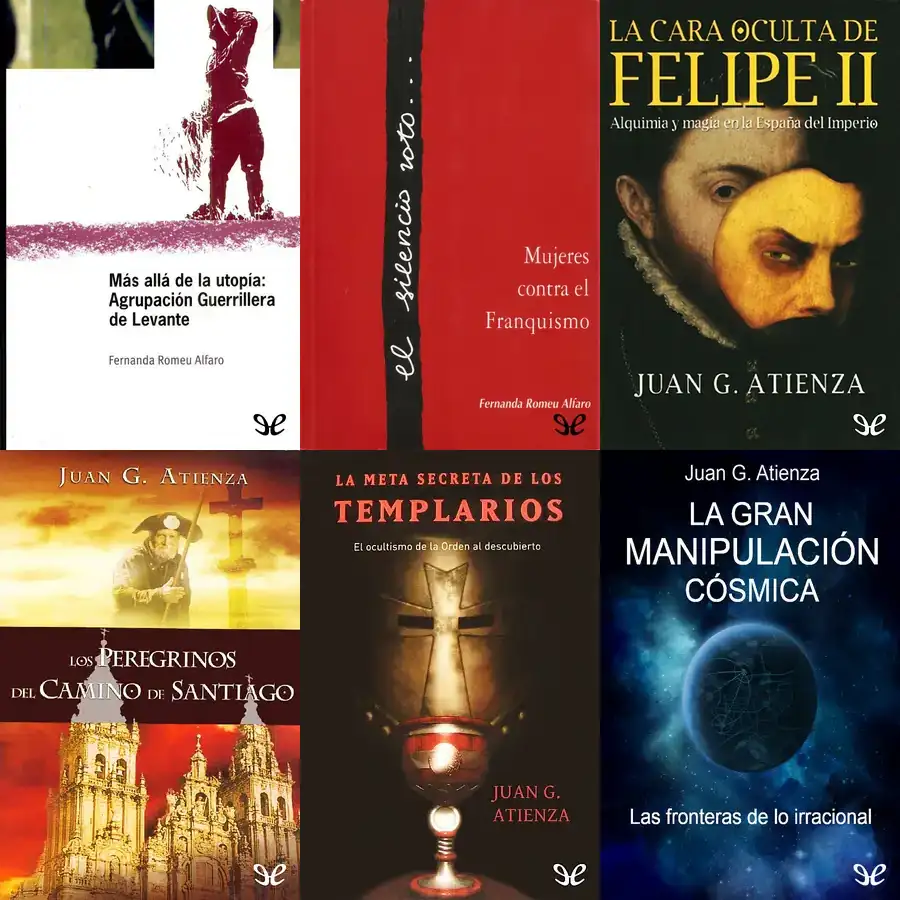 Más allá de la utopía:
Agrupación Guerrillera
de Levante
Fernanda Romeu Alfaro
el silencio roto...
Mujeres
contra el
Franquismo
Fernanda Romeu Alfaro
LA CARA OCULTA DE
FELIPE II
Alquimia y magia en la España del Imperio
JUAN G. ATIENZA
JUAN G. ATIENZA
LOS PEREGRINOS
DEL CAMINO DE SANTIAGO
LA META SECRETA DE LOS
TEMPLARIOS
El ocultismo de la Orden al descubierto
JUAN G.
ATIENZA
Juan G. Atienza
LA GRAN
MANIPULACIÓN
CÓSMICA
Las fronteras de lo irracional